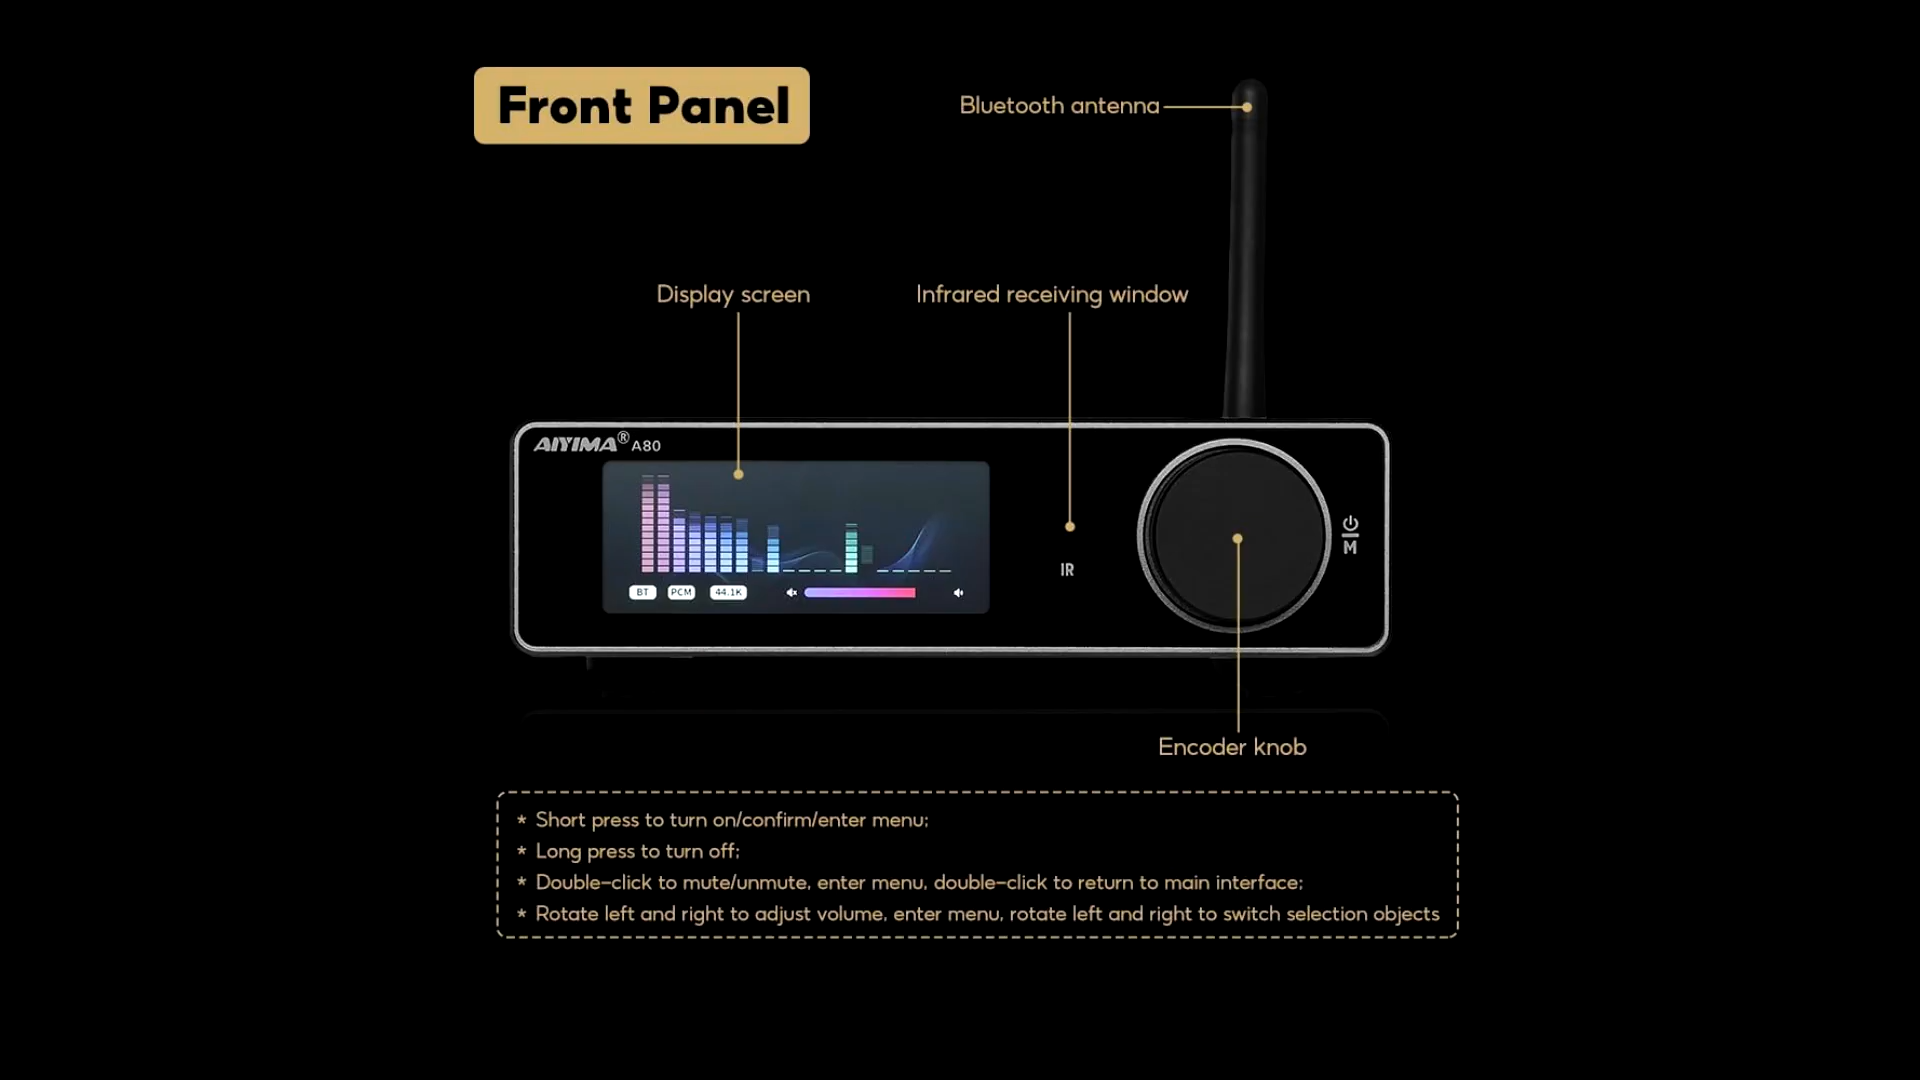 Front Panel
Bluetooth antenna
Display screen
Infrared receiving window
AIYIMA® A80
BT PCM 44.1K
IR
M
Encoder knob
* Short press to turn on/confirm/enter menu;
* Long press to turn off;
* Double-click to mute/unmute, enter menu, double-click to return to main interface;
* Rotate left and right to adjust volume, enter menu, rotate left and right to switch selection objects